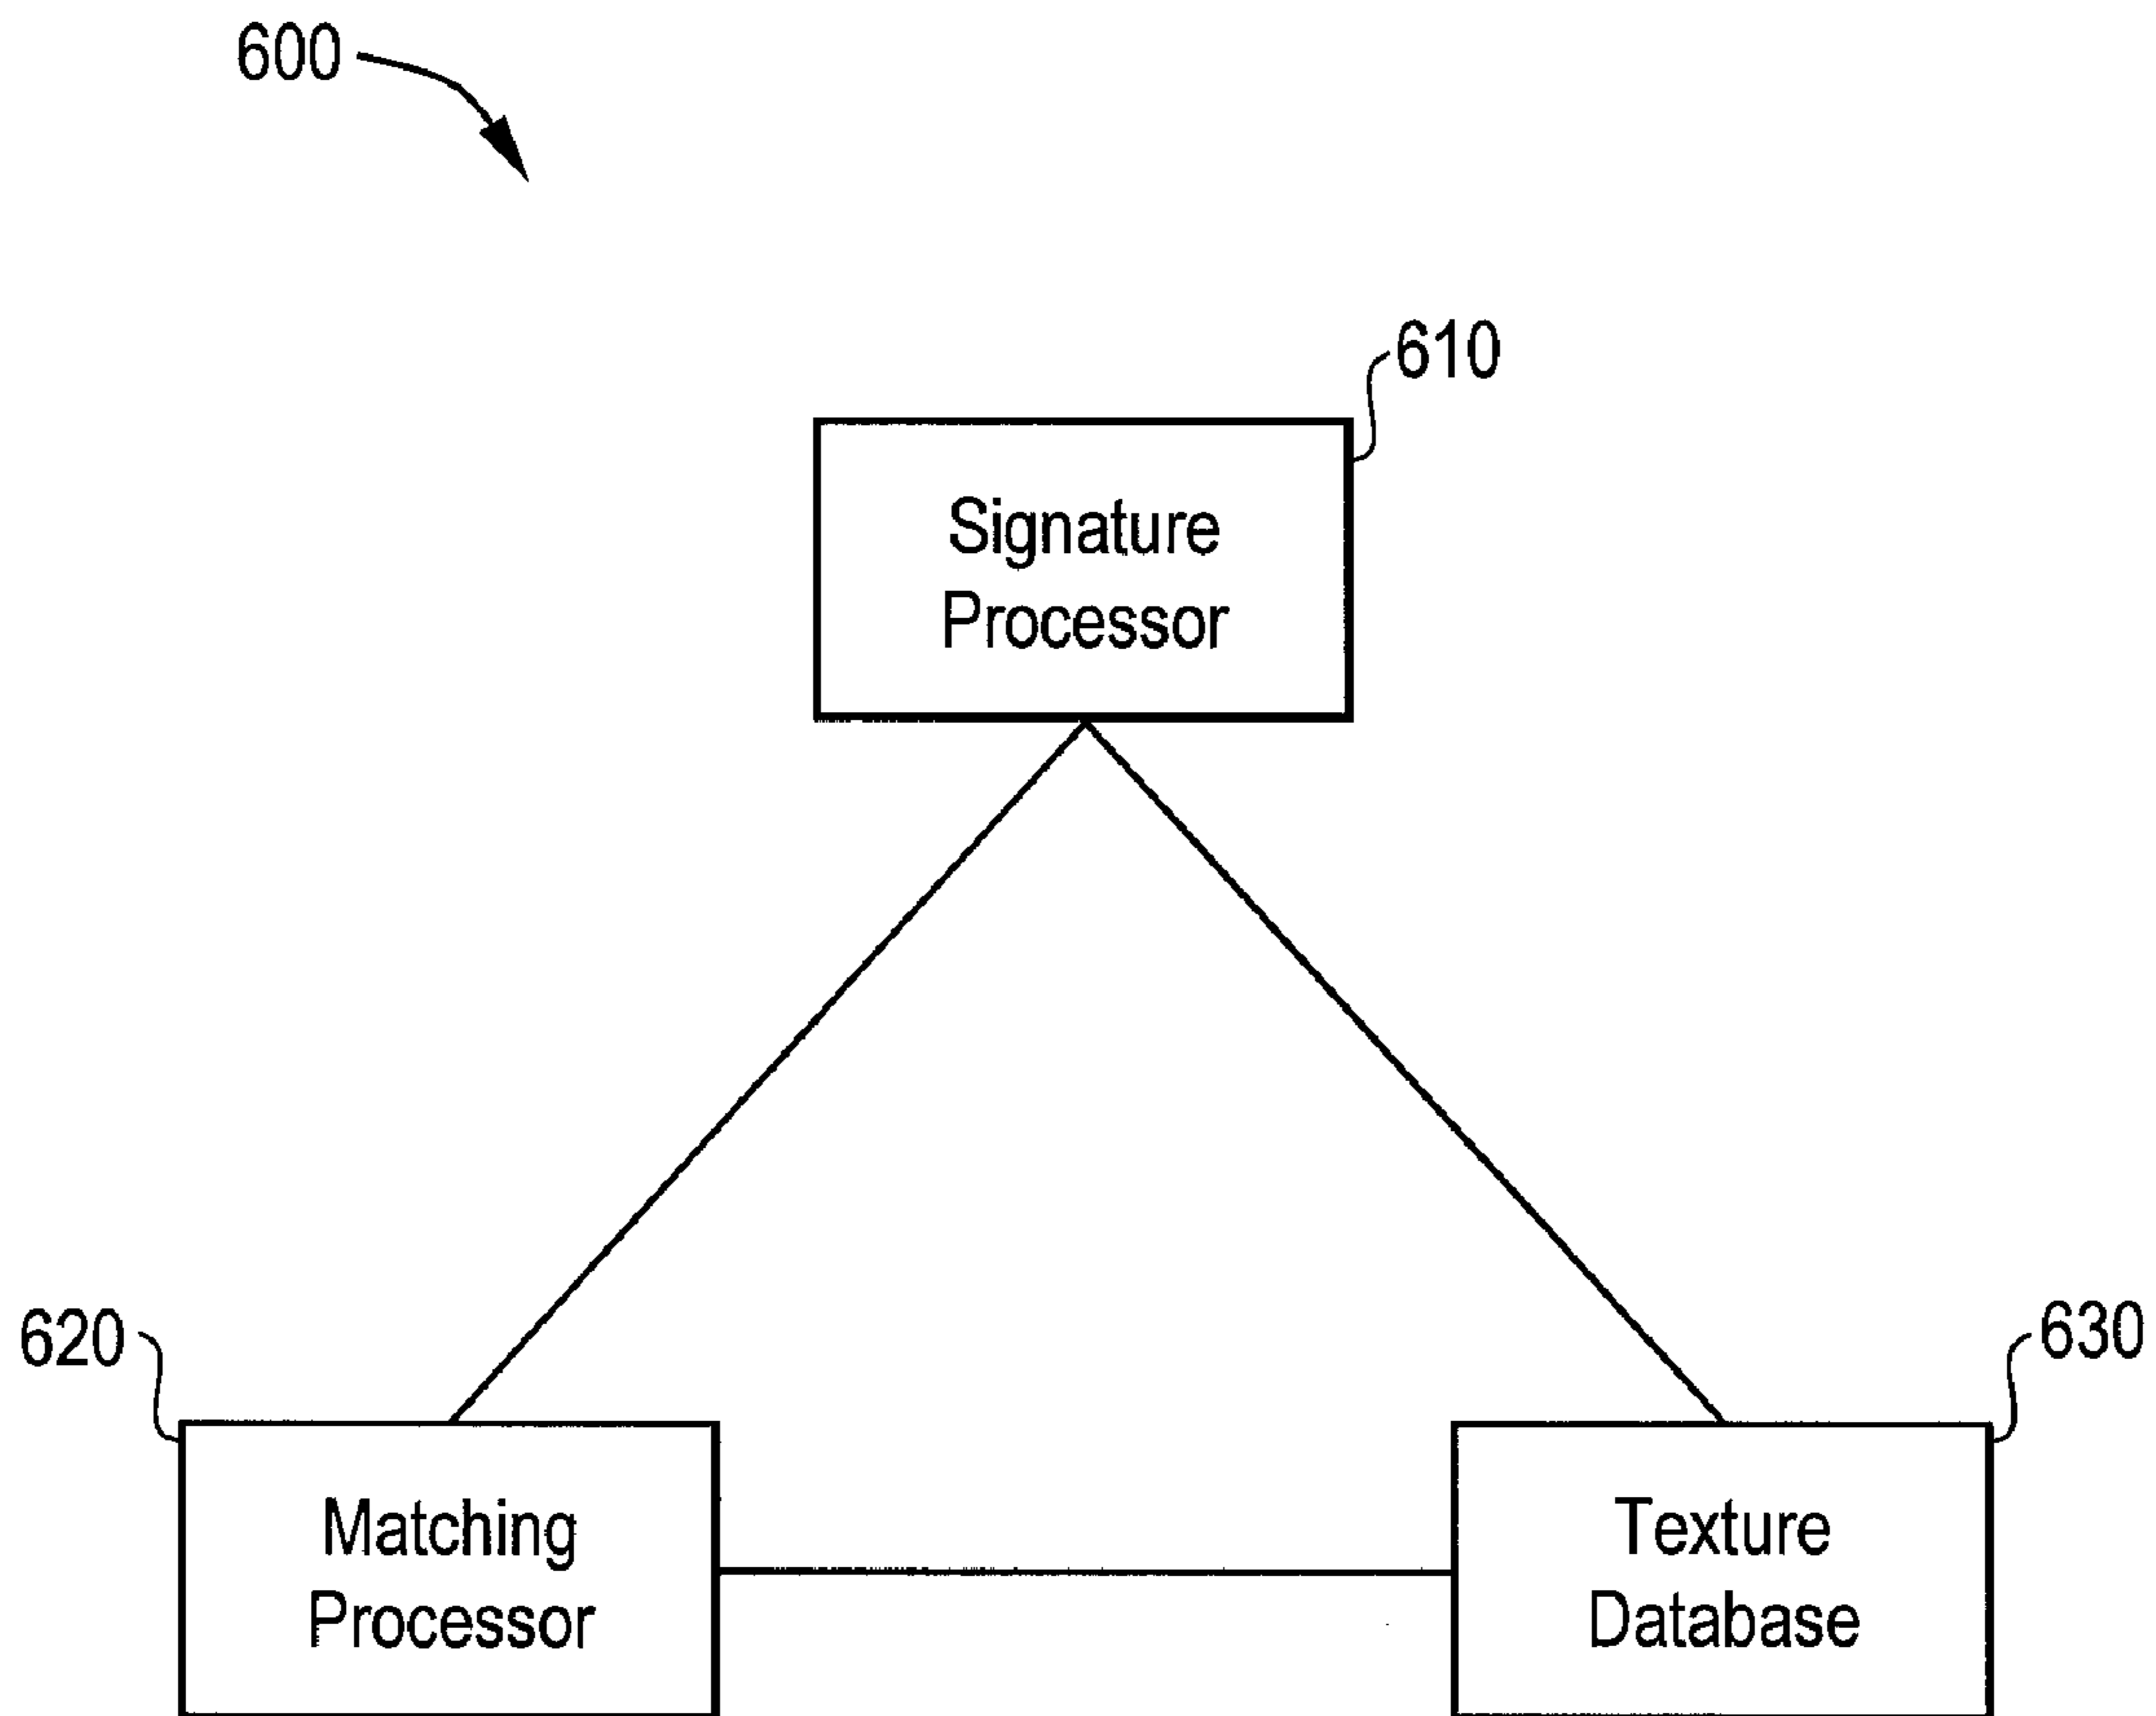 600
610
Signature
Processor
620
630
Matching
Processor
Texture
Database